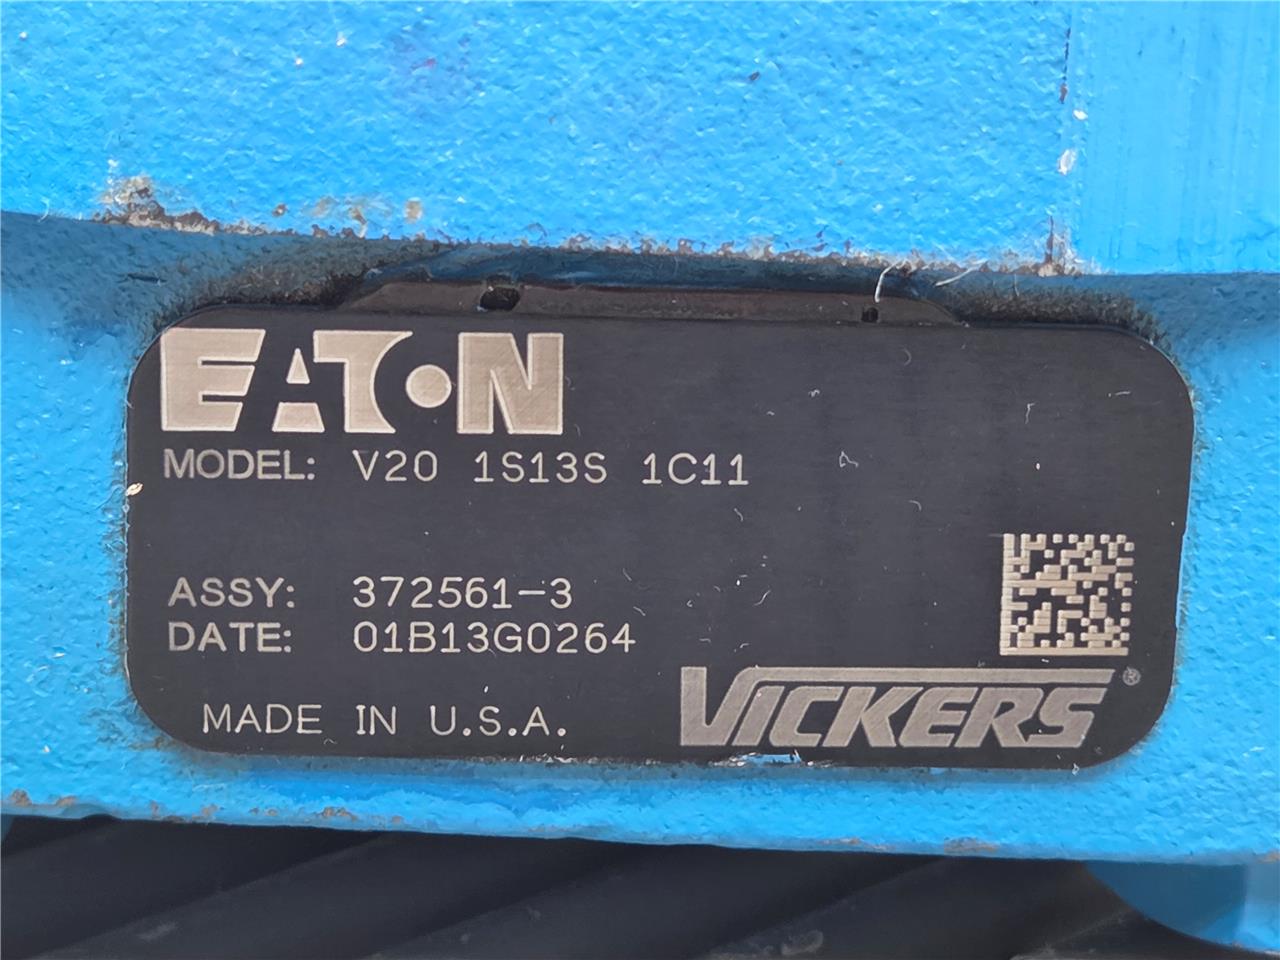 EATON
MODEL: V20 1S13S 1C11
ASSY: 372561-3
DATE: 01B13G0264
MADE IN U.S.A.
VICKERS®